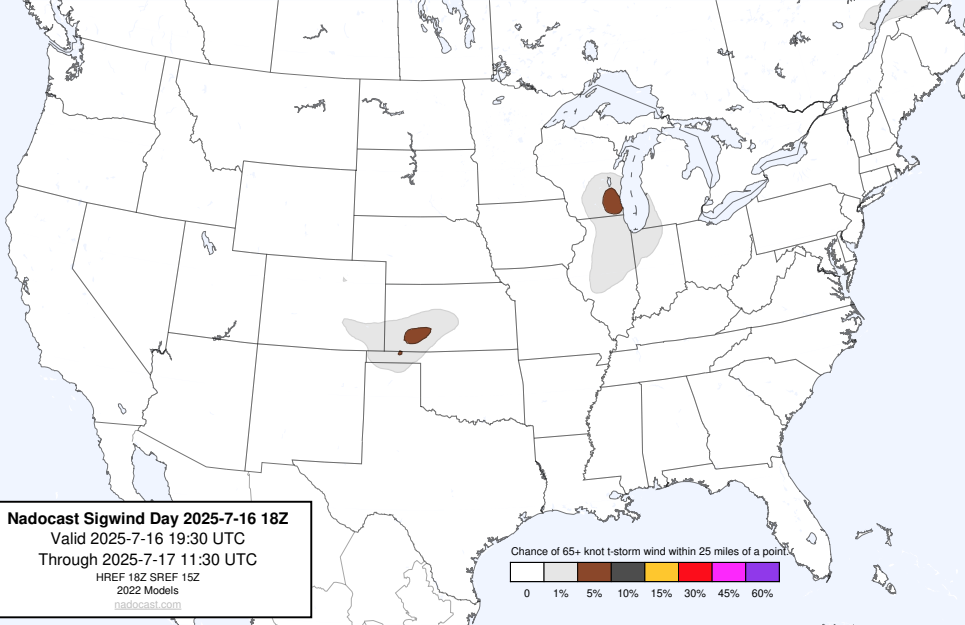 Nadocast Sigwind Day 2025-7-16 18Z
Valid 2025-7-16 19:30 UTC
Through 2025-7-17 11:30 UTC
HREF 18Z SREF 15Z
2022 Models
nadocast.com
Chance of 65+ knot t-storm wind within 25 miles of a point.
0 1% 5% 10% 15% 30% 45% 60%